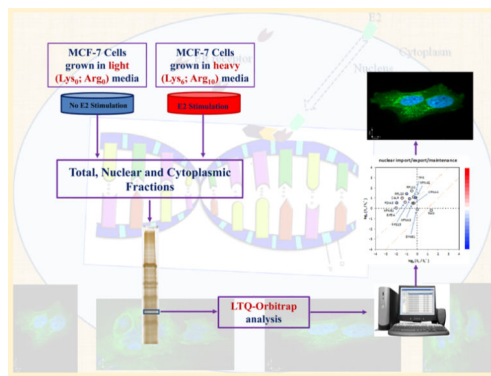 E2
Cytoplasm
Nucleus
MCF-7 Cells
grown in light
(Lys₀; Arg₀) media
MCF-7 Cells
grown in heavy
(Lys₆; Arg₁₀) media
No E2 Stimulation
E2 Stimulation
Total, Nuclear and Cytoplasmic
Fractions
nuclear import/export/maintenance
LTQ-Orbitrap
analysis